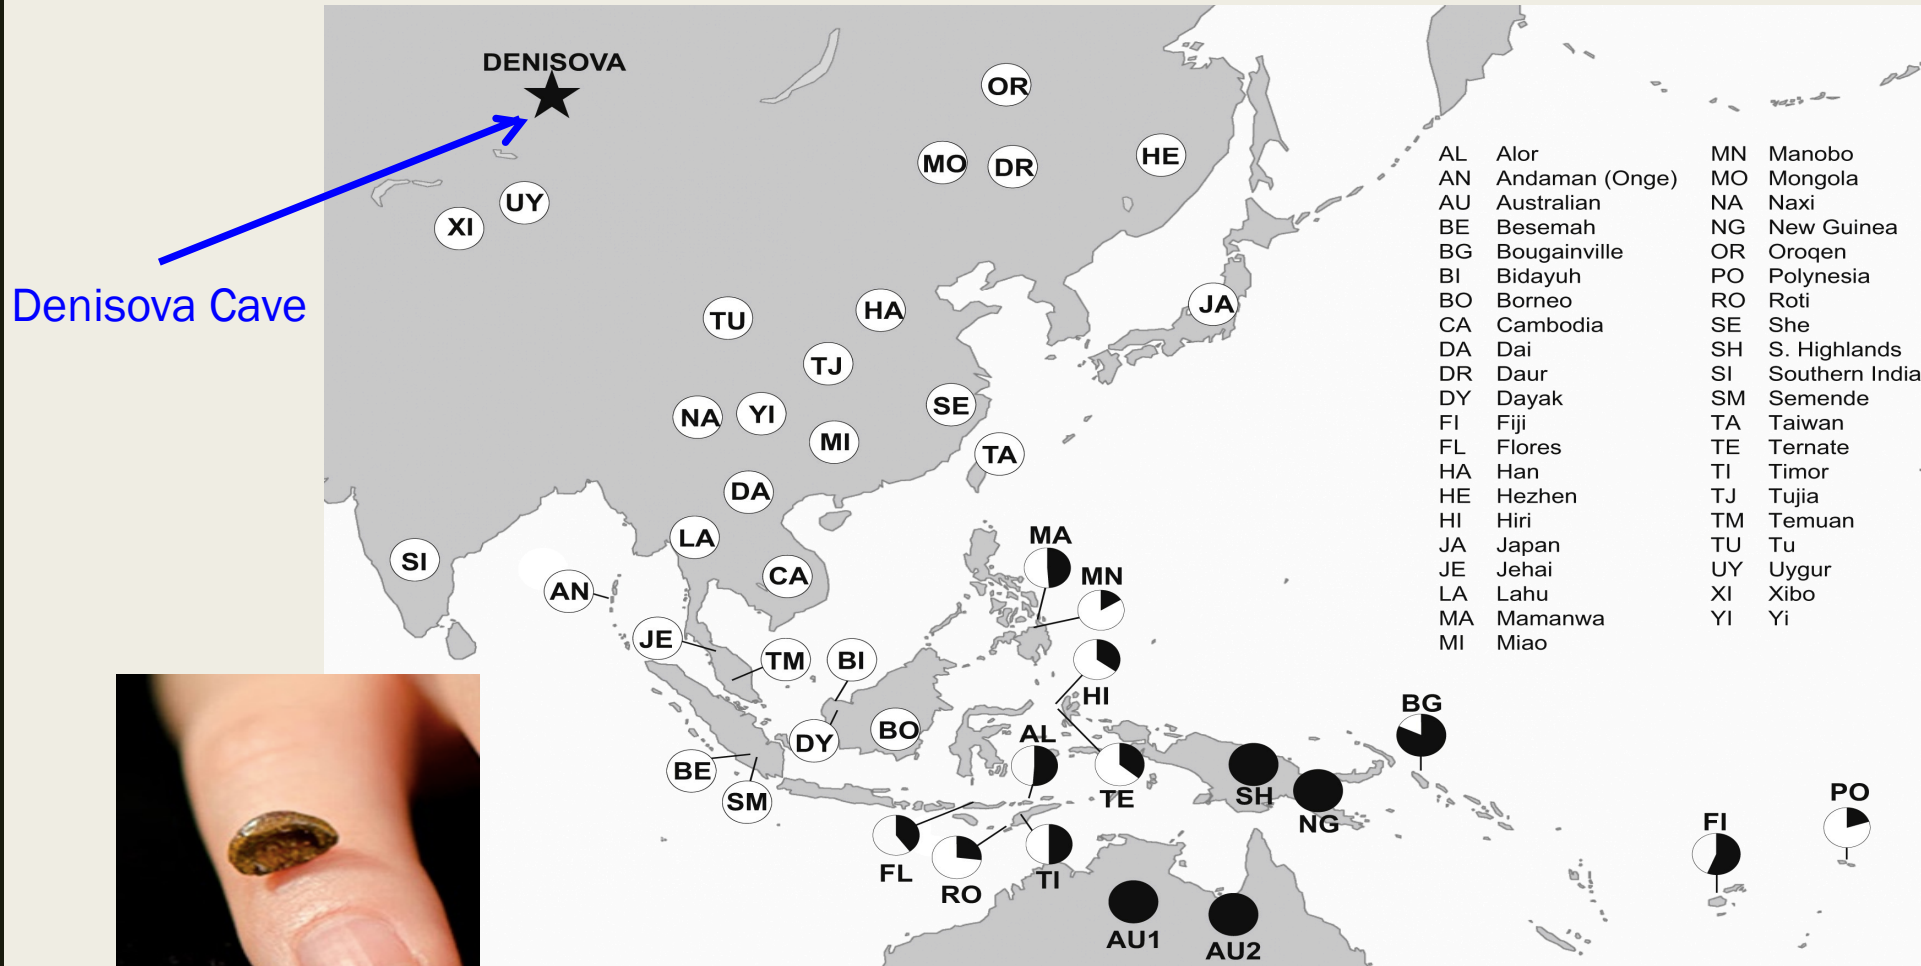 DENISOVA
OR
MO
DR
HE
UY
XI
Denisova Cave
TU
HA
JA
TJ
NA
YI
SE
MI
TA
DA
LA
SI
CA
AN
MA
MN
JE
TM
BI
HI
DY
BO
AL
BE
SM
TE
SH
NG
BG
FL
RO
TI
AU1
AU2
FI
PO
AL Alor
AN Andaman (Onge)
AU Australian
BE Besemah
BG Bougainville
BI Bidayuh
BO Borneo
CA Cambodia
DA Dai
DR Daur
DY Dayak
FI Fiji
FL Flores
HA Han
HE Hezhen
HI Hiri
JA Japan
JE Jehai
LA Lahu
MA Mamanwa
MI Miao
MN Manobo
MO Mongola
NA Naxi
NG New Guinea
OR Oroqen
PO Polynesia
RO Roti
SE She
SH S. Highlands
SI Southern India
SM Semende
TA Taiwan
TE Ternate
TI Timor
TJ Tujia
TM Temuan
TU Tu
UY Uygur
XI Xibo
YI Yi